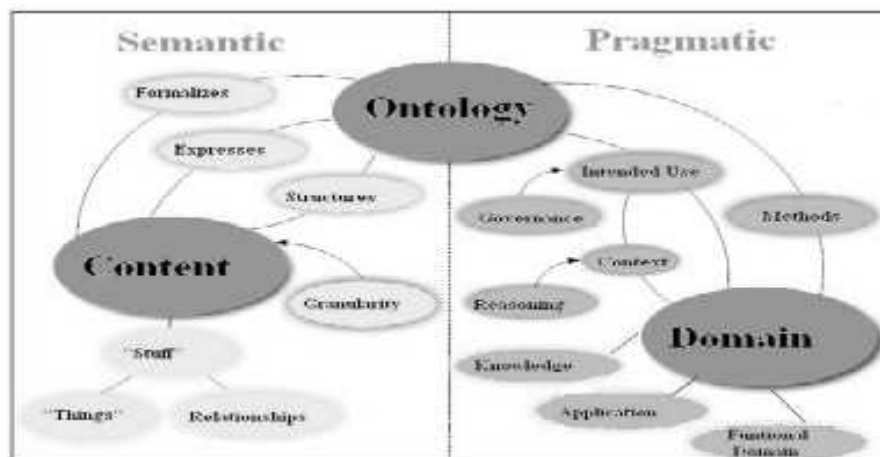 Semantic
Pragmatic
Formalizes
Ontology
Expresses
Intended Use
Structures
Governance
Methods
Content
Context
Granularity
Reasoning
Domain
"Stuff"
Knowledge
"Things"
Relationships
Application
Funtional
Domain